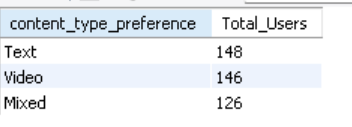 content_type_preference Total_Users
Text 148
Video 146
Mixed 126